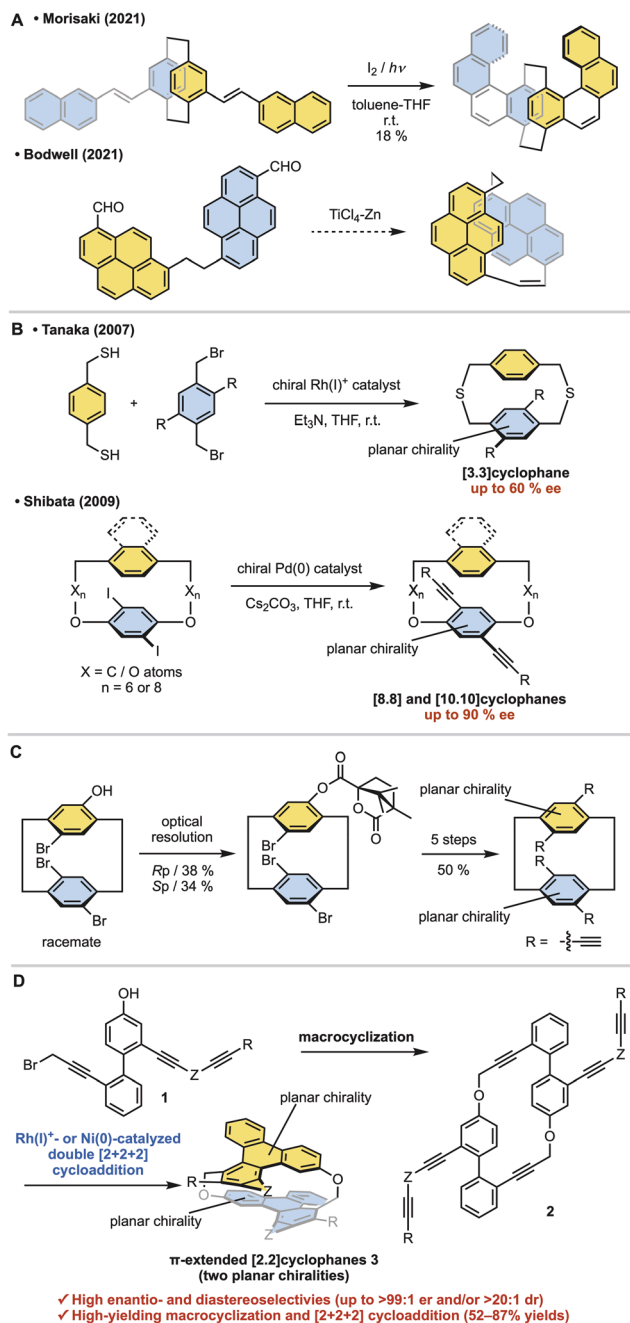 A • Morisaki (2021)
I2 / hν
toluene-THF
r.t.
18 %
• Bodwell (2021)
CHO
CHO
TiCl4-Zn
B • Tanaka (2007)
SH
SH
+
Br
R
R
Br
chiral Rh(I)+ catalyst
Et3N, THF, r.t.
S
S
R
R
planar chirality
[3.3]cyclophane
up to 60 % ee
• Shibata (2009)
Xn
Xn
I
O
O
I
X = C / O atoms
n = 6 or 8
chiral Pd(0) catalyst
Cs2CO3, THF, r.t.
R
Xn
Xn
O
O
planar chirality
R
[8.8] and [10.10]cyclophanes
up to 90 % ee
C
OH
Br
Br
Br
racemate
optical
resolution
Rp / 38 %
Sp / 34 %
O
O
O
O
Br
Br
Br
5 steps
50 %
planar chirality
R
R
R
R
planar chirality
R =
D
OH
Br
R
Z
1
macrocyclization
R
Z
O
O
Z
R
2
Rh(I)+- or Ni(0)-catalyzed
double [2+2+2]
cycloaddition
planar chirality
R
Z
O
O
R
Z
planar chirality
π-extended [2.2]cyclophanes 3
(two planar chiralities)
✓ High enantio- and diastereoselectivies (up to >99:1 er and/or >20:1 dr)
✓ High-yielding macrocyclization and [2+2+2] cycloaddition (52–87% yields)